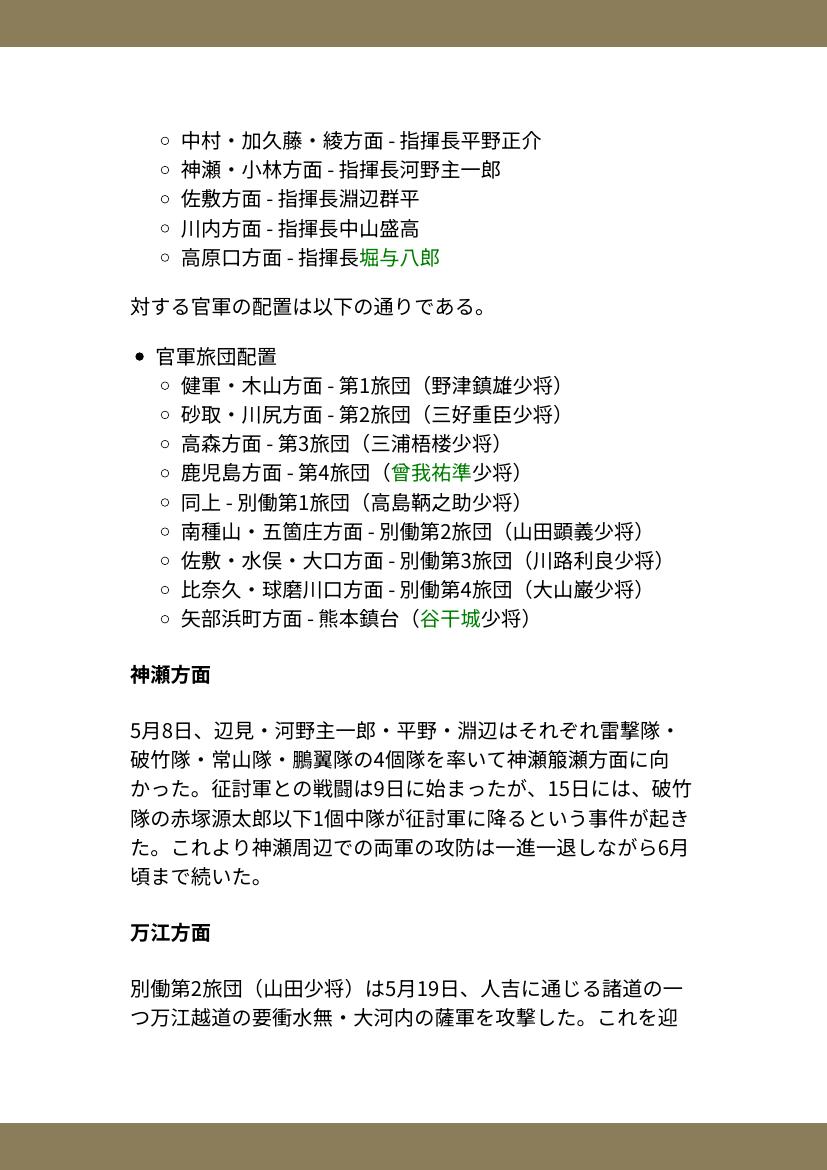 中村・加久藤・綾方面 - 指揮長平野正介
神瀬・小林方面 - 指揮長河野主一郎
佐敷方面 - 指揮長淵辺群平
川内方面 - 指揮長中山盛高
高原口方面 - 指揮長堀与八郎
対する官軍の配置は以下の通りである。
官軍旅団配置
健軍・木山方面 - 第1旅団（野津鎮雄少将）
砂取・川尻方面 - 第2旅団（三好重臣少将）
高森方面 - 第3旅団（三浦梧楼少将）
鹿児島方面 - 第4旅団（曾我祐準少将）
同上 - 別働第1旅団（高島鞆之助少将）
南種山・五箇庄方面 - 別働第2旅団（山田顕義少将）
佐敷・水俣・大口方面 - 別働第3旅団（川路利良少将）
比奈久・球磨川口方面 - 別働第4旅団（大山巌少将）
矢部浜町方面 - 熊本鎮台（谷干城少将）
神瀬方面
5月8日、辺見・河野主一郎・平野・淵辺はそれぞれ雷撃隊・
破竹隊・常山隊・鵬翼隊の4個隊を率いて神瀬箙瀬方面に向
かった。征討軍との戦闘は9日に始まったが、15日には、破竹
隊の赤塚源太郎以下1個中隊が征討軍に降るという事件が起き
た。これより神瀬周辺での両軍の攻防は一進一退しながら6月
頃まで続いた。
万江方面
別働第2旅団（山田少将）は5月19日、人吉に通じる諸道の一
つ万江越道の要衝水無・大河内の薩軍を攻撃した。これを迎